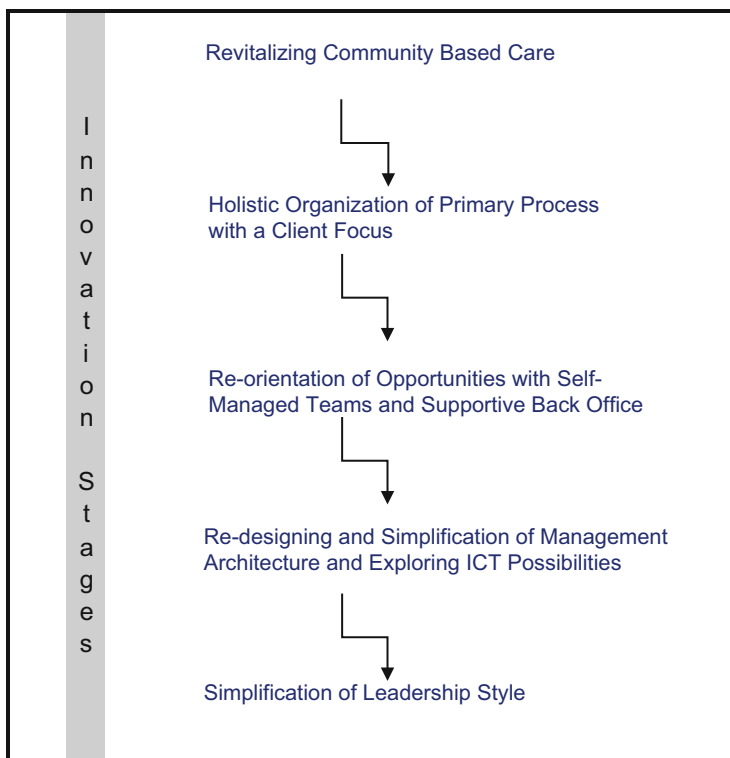 Innovation Stages
Revitalizing Community Based Care
Holistic Organization of Primary Process
with a Client Focus
Re-orientation of Opportunities with Self-
Managed Teams and Supportive Back Office
Re-designing and Simplification of Management
Architecture and Exploring ICT Possibilities
Simplification of Leadership Style